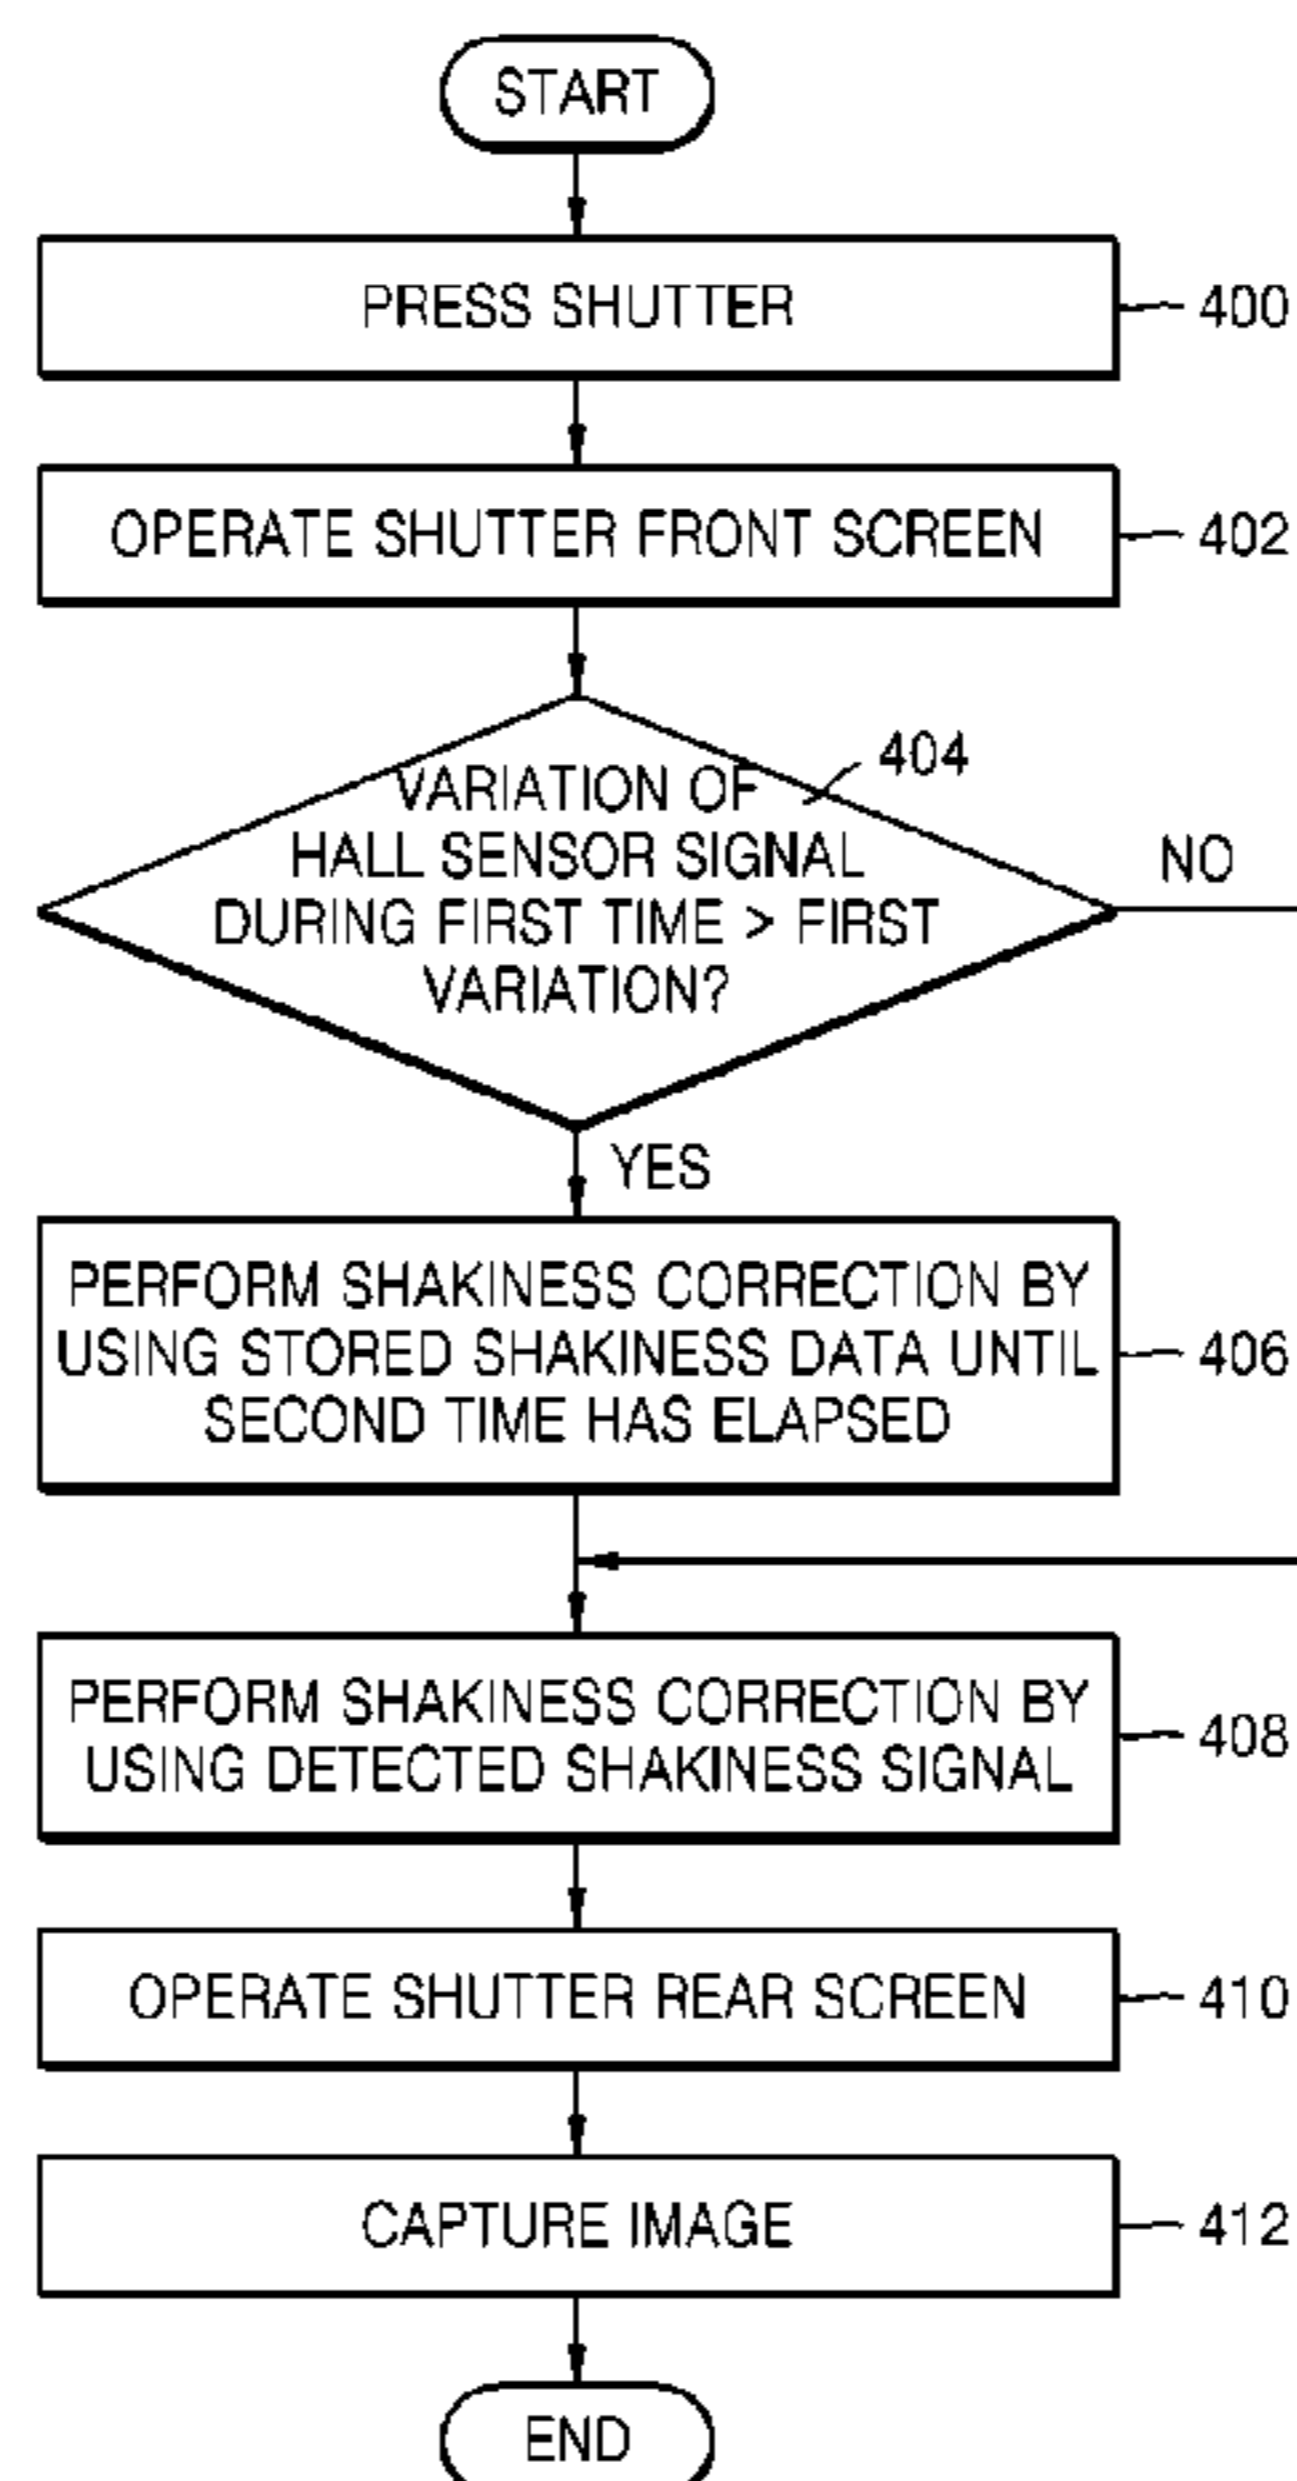 START
PRESS SHUTTER
400
OPERATE SHUTTER FRONT SCREEN
402
404
VARIATION OF
HALL SENSOR SIGNAL
DURING FIRST TIME > FIRST
VARIATION?
NO
YES
PERFORM SHAKINESS CORRECTION BY
USING STORED SHAKINESS DATA UNTIL
SECOND TIME HAS ELAPSED
406
PERFORM SHAKINESS CORRECTION BY
USING DETECTED SHAKINESS SIGNAL
408
OPERATE SHUTTER REAR SCREEN
410
CAPTURE IMAGE
412
END